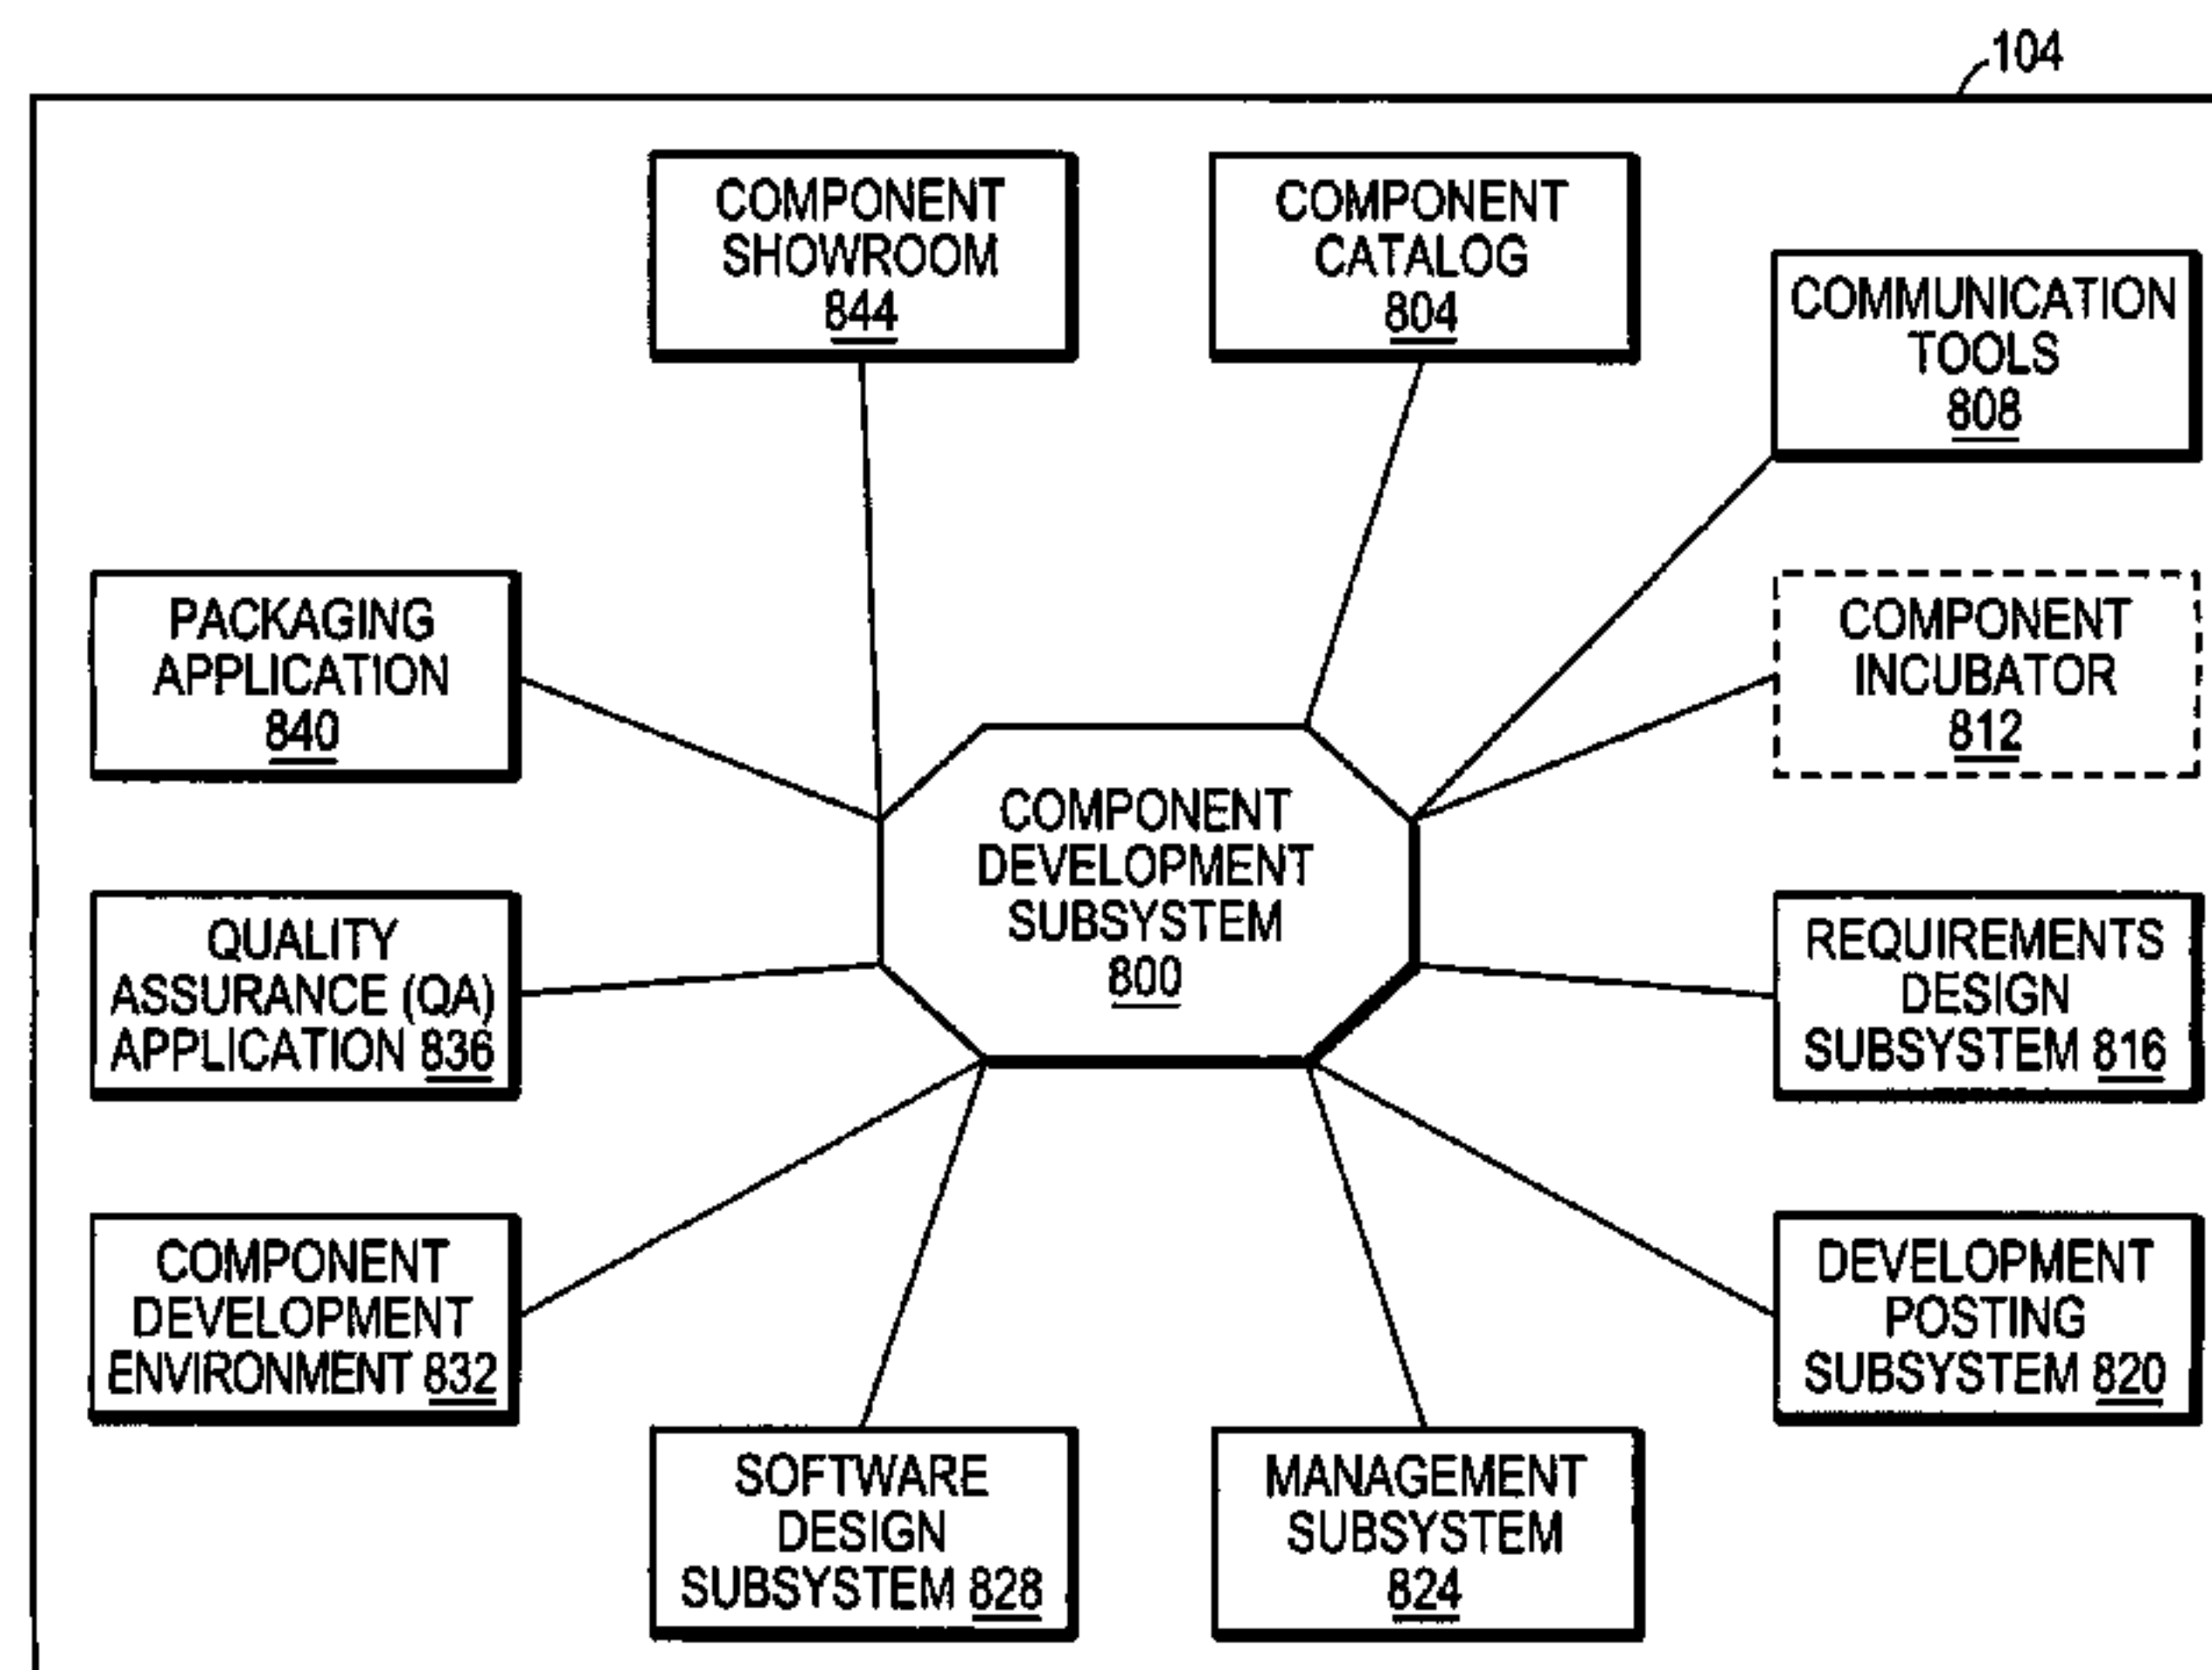 104
COMPONENT
SHOWROOM
844
COMPONENT
CATALOG
804
COMMUNICATION
TOOLS
808
PACKAGING
APPLICATION
840
COMPONENT
INCUBATOR
812
COMPONENT
DEVELOPMENT
SUBSYSTEM
800
QUALITY
ASSURANCE (QA)
APPLICATION 836
REQUIREMENTS
DESIGN
SUBSYSTEM 816
COMPONENT
DEVELOPMENT
ENVIRONMENT 832
DEVELOPMENT
POSTING
SUBSYSTEM 820
SOFTWARE
DESIGN
SUBSYSTEM 828
MANAGEMENT
SUBSYSTEM
824